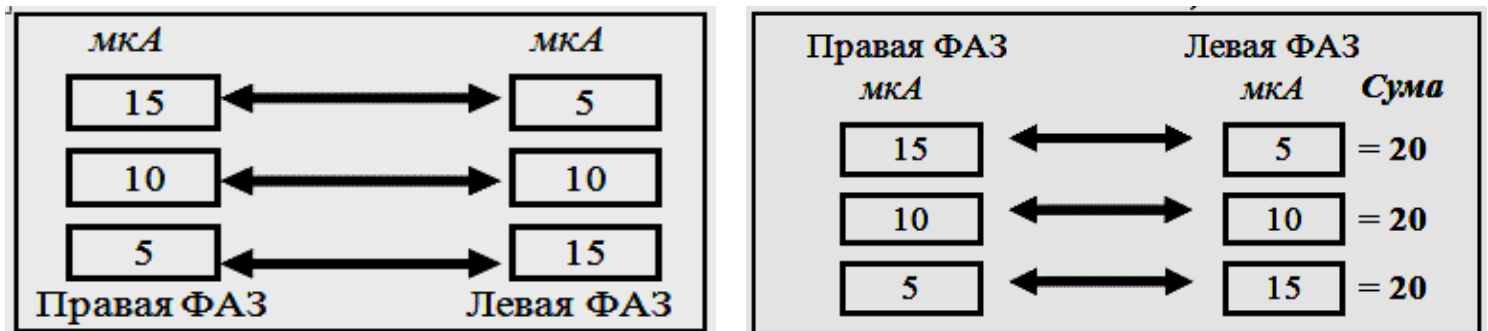 мкА мкА
15 5
10 10
5 15
Правая ФАЗ Левая ФАЗ
Правая ФАЗ Левая ФАЗ
мкА мкА Сума
15 5 = 20
10 10 = 20
5 15 = 20